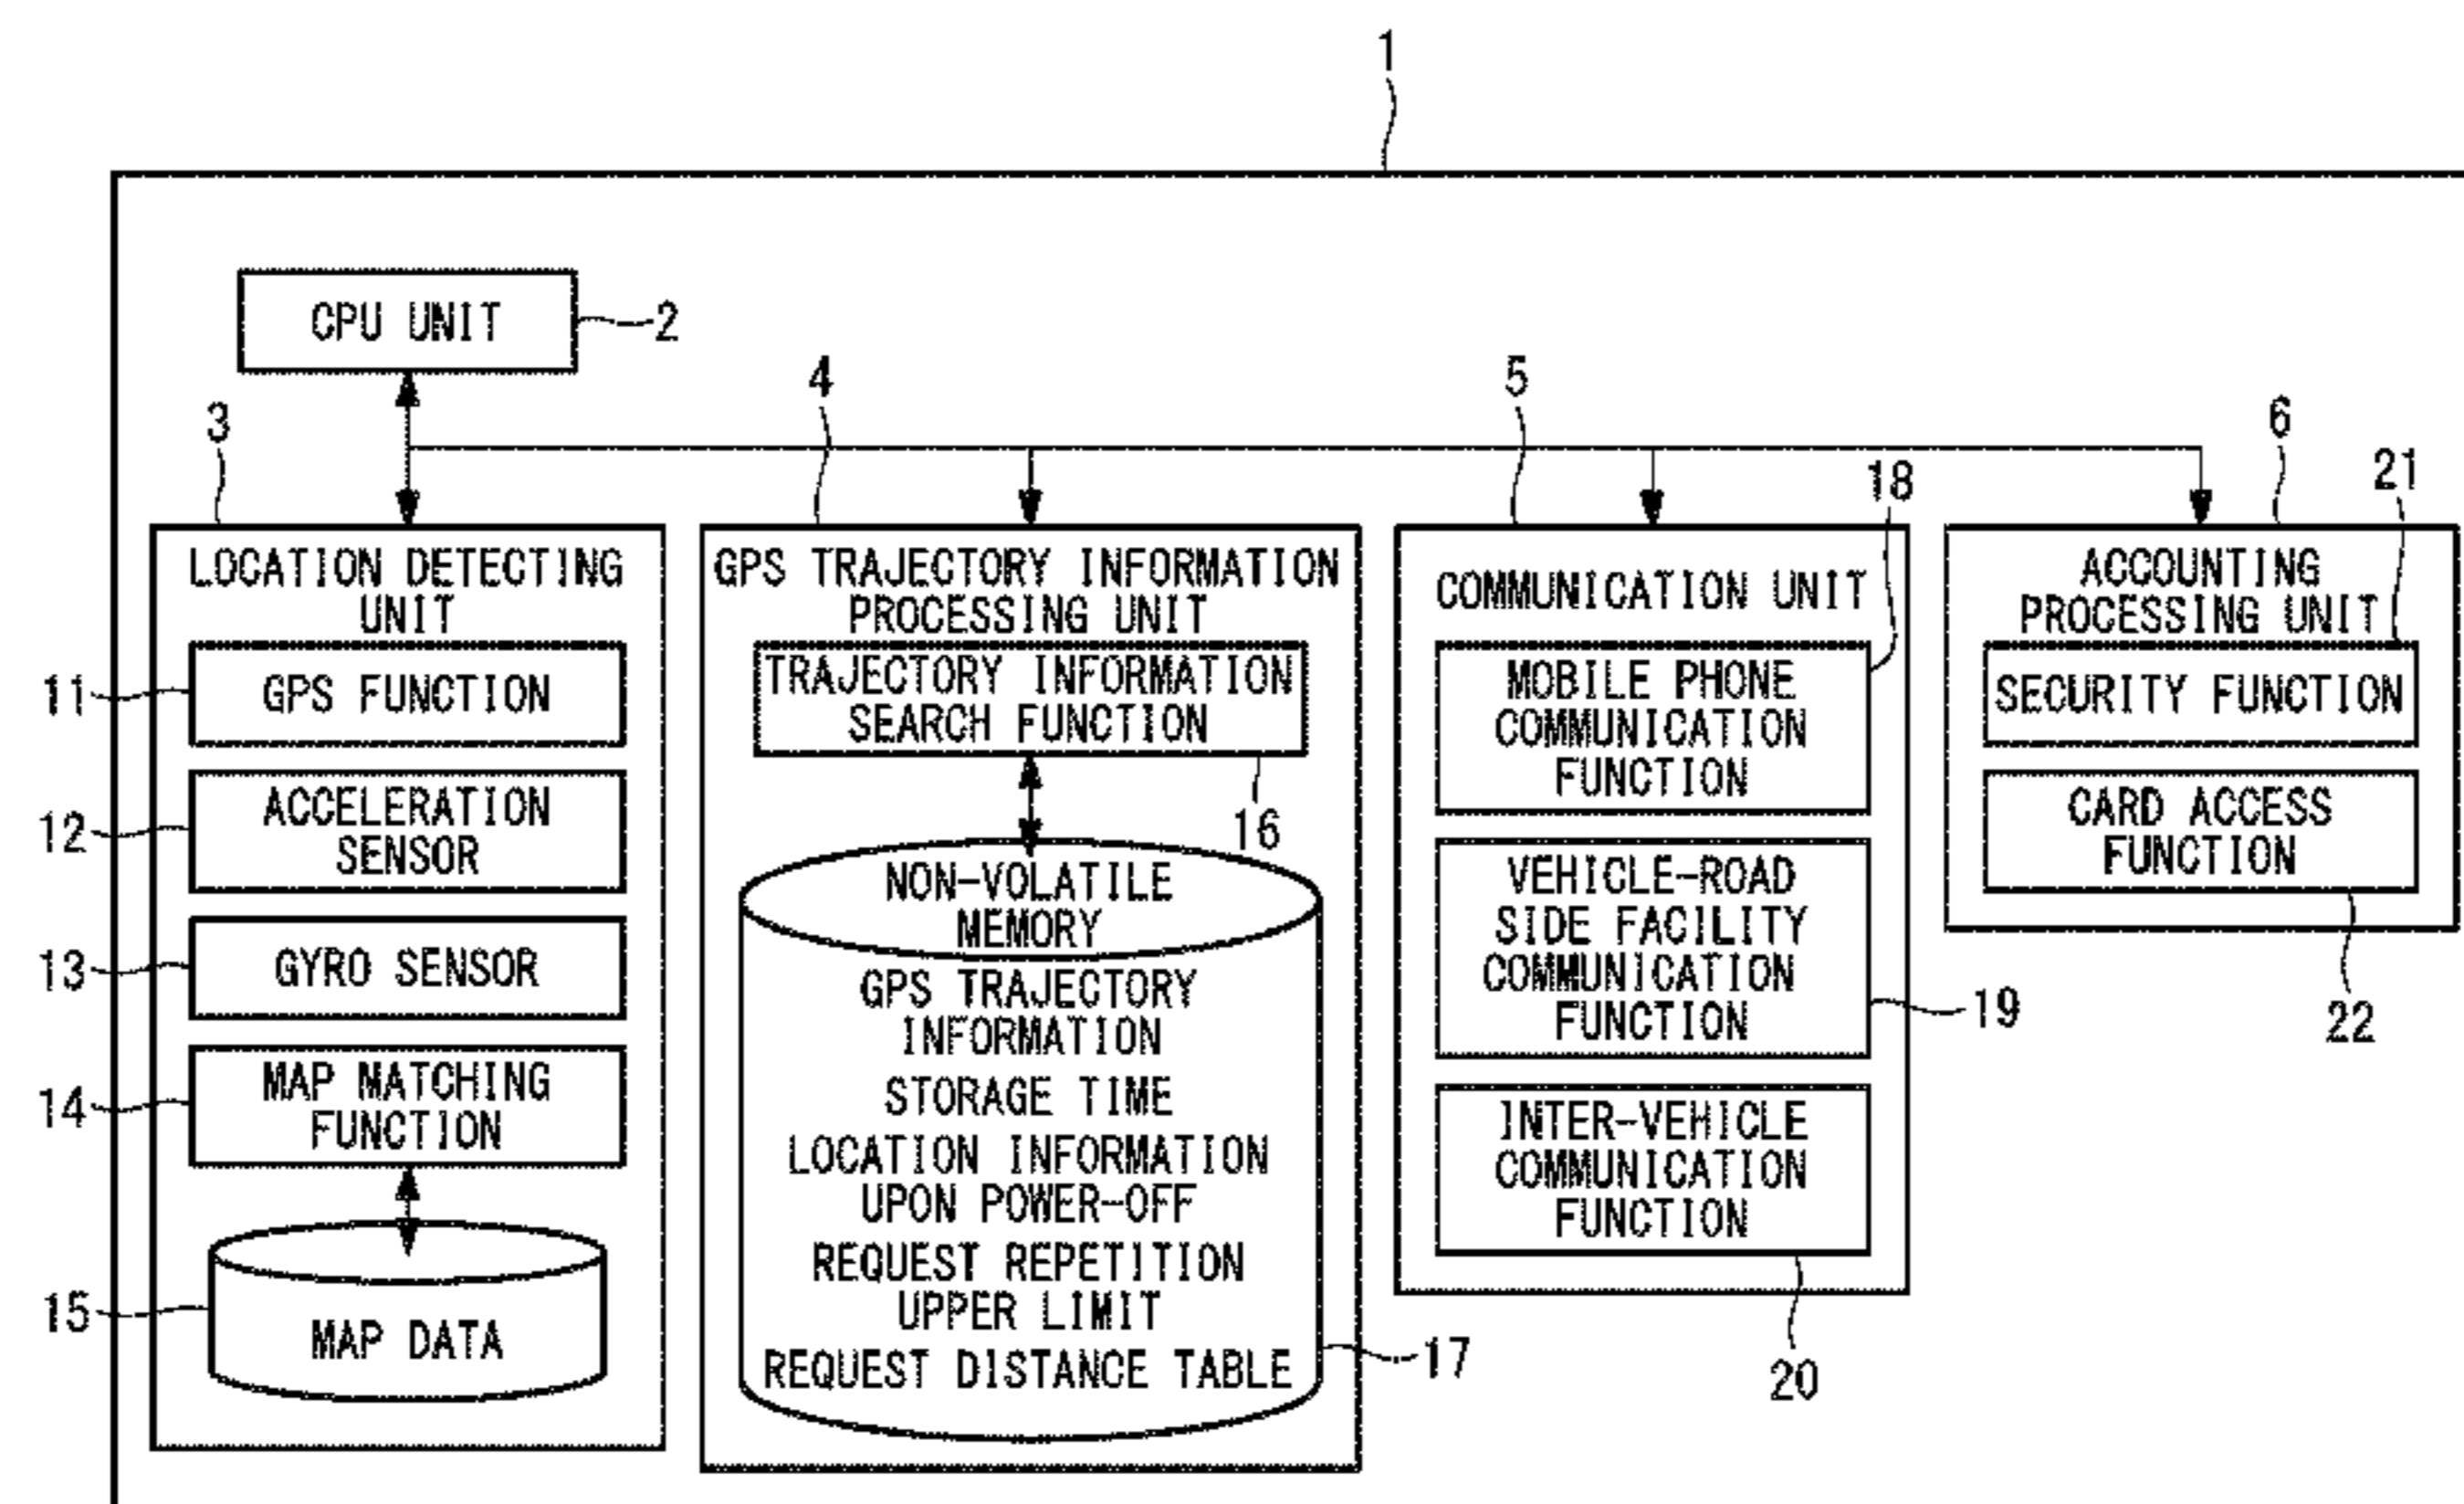 1
CPU UNIT
2
3
4
5
6
LOCATION DETECTING
UNIT
11
GPS FUNCTION
12
ACCELERATION
SENSOR
13
GYRO SENSOR
14
MAP MATCHING
FUNCTION
15
MAP DATA
GPS TRAJECTORY INFORMATION
PROCESSING UNIT
TRAJECTORY INFORMATION
SEARCH FUNCTION
16
NON-VOLATILE
MEMORY
GPS TRAJECTORY
INFORMATION
STORAGE TIME
LOCATION INFORMATION
UPON POWER-OFF
REQUEST REPETITION
UPPER LIMIT
REQUEST DISTANCE TABLE
17
COMMUNICATION UNIT
18
MOBILE PHONE
COMMUNICATION
FUNCTION
VEHICLE-ROAD
SIDE FACILITY
COMMUNICATION
FUNCTION
19
INTER-VEHICLE
COMMUNICATION
FUNCTION
20
ACCOUNTING
PROCESSING UNIT
21
SECURITY FUNCTION
CARD ACCESS
FUNCTION
22